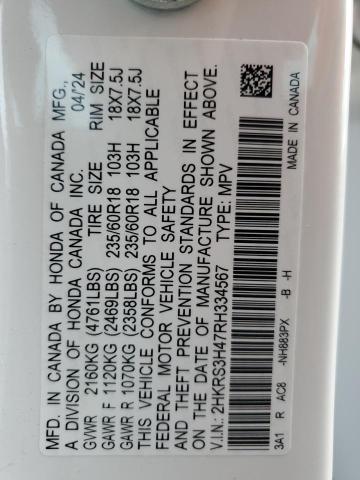 MFD. IN CANADA BY HONDA OF CANADA MFG.,
A DIVISION OF HONDA CANADA INC. 04/24
GVWR 2160KG (4761LBS) TIRE SIZE RIM SIZE
GAWR F 1120KG (2469LBS) 235/60R18 103H 18X7.5J
GAWR R 1070KG (2358LBS) 235/60R18 103H 18X7.5J
THIS VEHICLE CONFORMS TO ALL APPLICABLE
FEDERAL MOTOR VEHICLE SAFETY
AND THEFT PREVENTION STANDARDS IN EFFECT
ON THE DATE OF MANUFACTURE SHOWN ABOVE.
V.I.N.: 2HKRS3H47RH334567 TYPE: MPV
3A1 R AC8 -NH883PX -B -H MADE IN CANADA